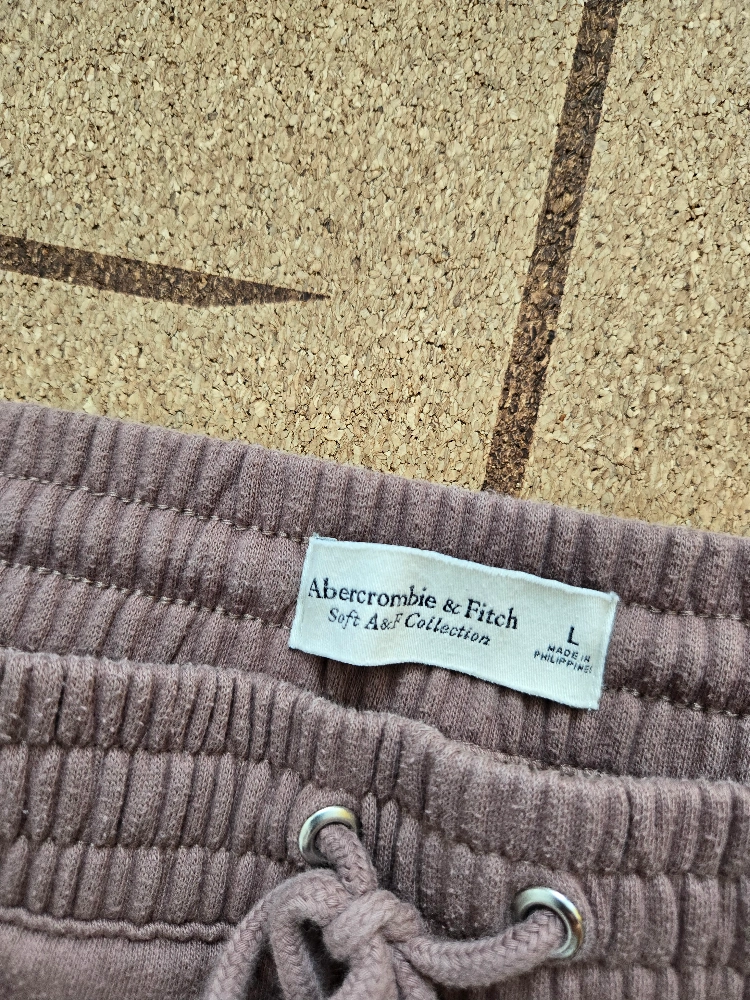 Abercrombie & Fitch
Soft A&F Collection
L
MADE IN
PHILIPPINES